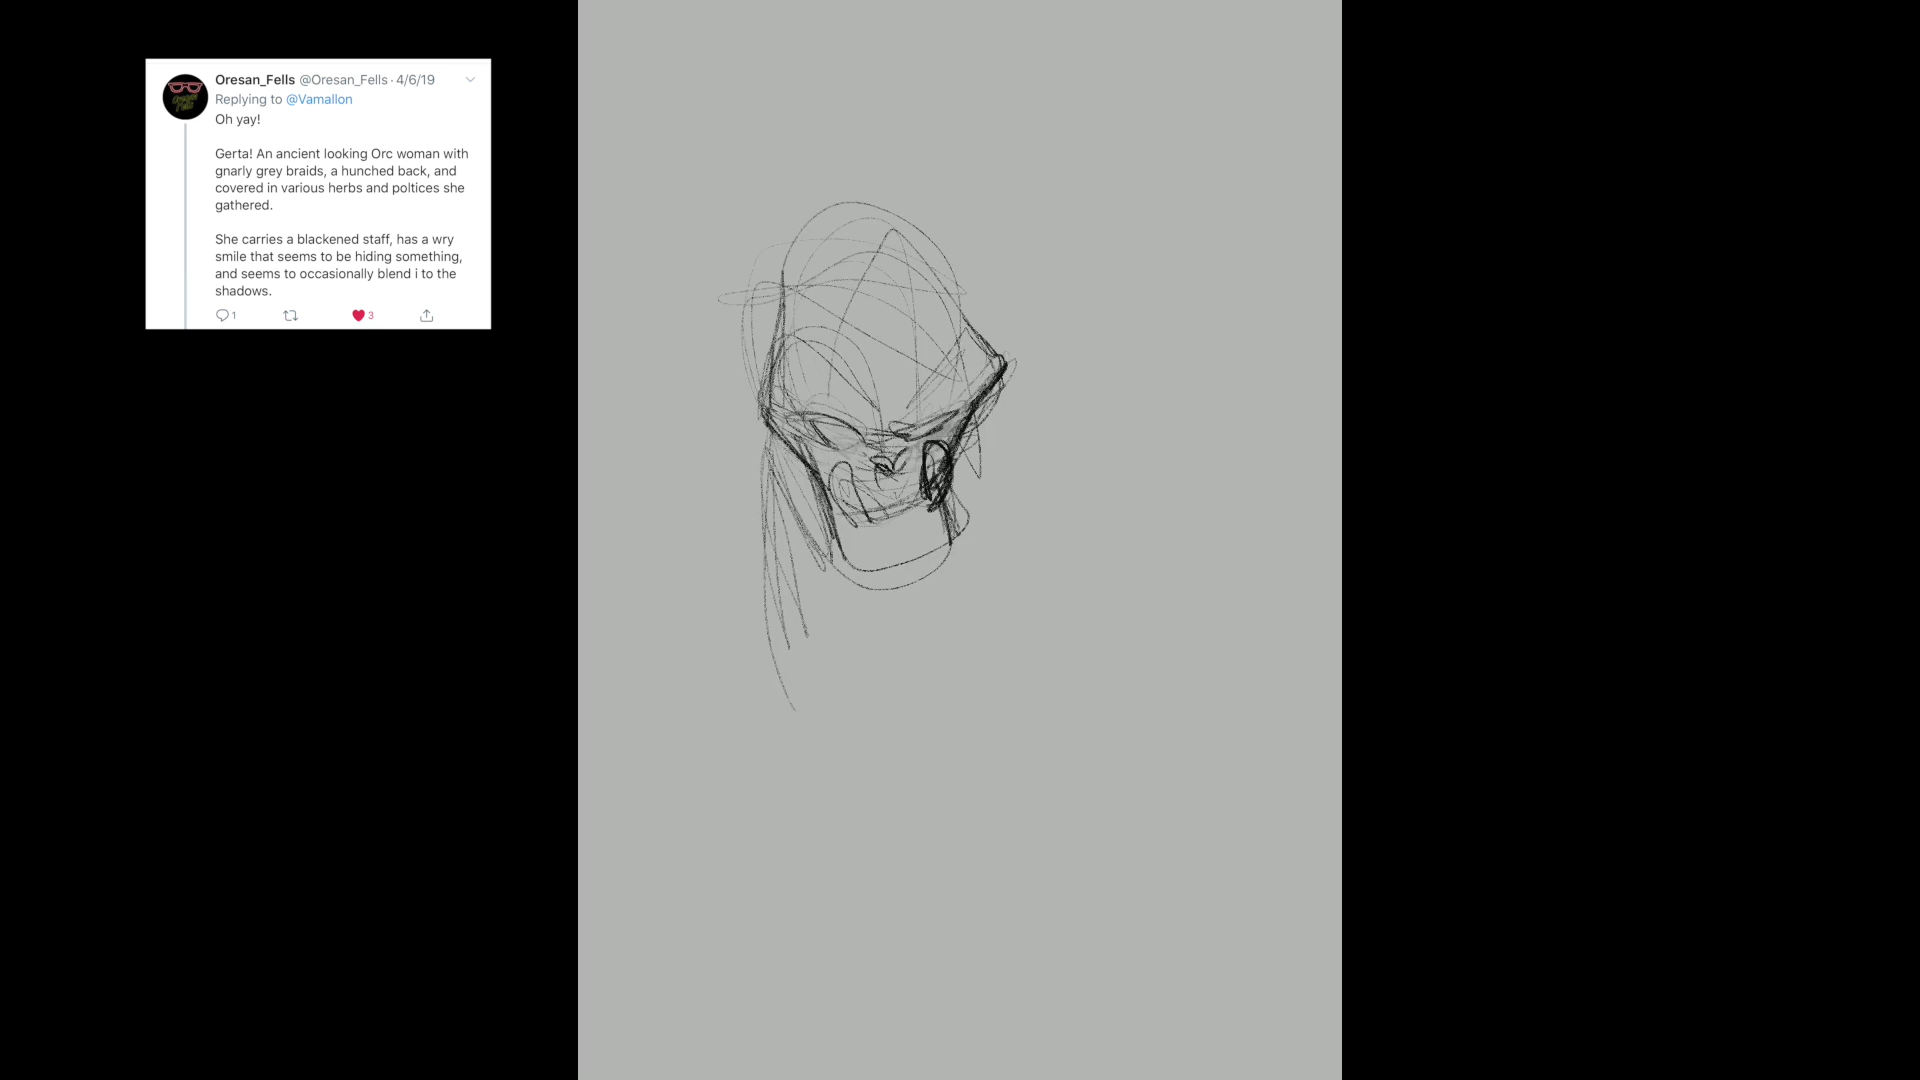 Oresan_Fells @Oresan_Fells · 4/6/19
Replying to @Vamallon
Oh yay!
Gerta! An ancient looking Orc woman with
gnarly grey braids, a hunched back, and
covered in various herbs and poltices she
gathered.
She carries a blackened staff, has a wry
smile that seems to be hiding something,
and seems to occasionally blend i to the
shadows.
1
3